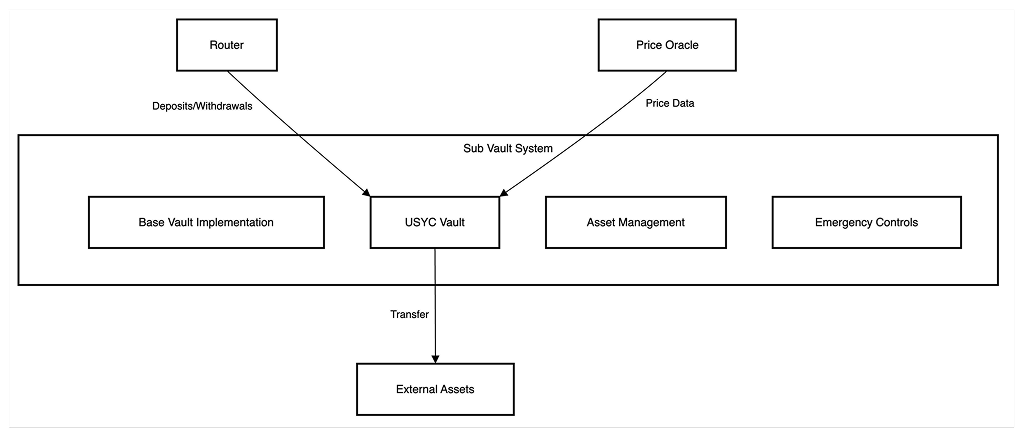 Router
Price Oracle
Deposits/Withdrawals
Price Data
Sub Vault System
Base Vault Implementation
USYC Vault
Asset Management
Emergency Controls
Transfer
External Assets